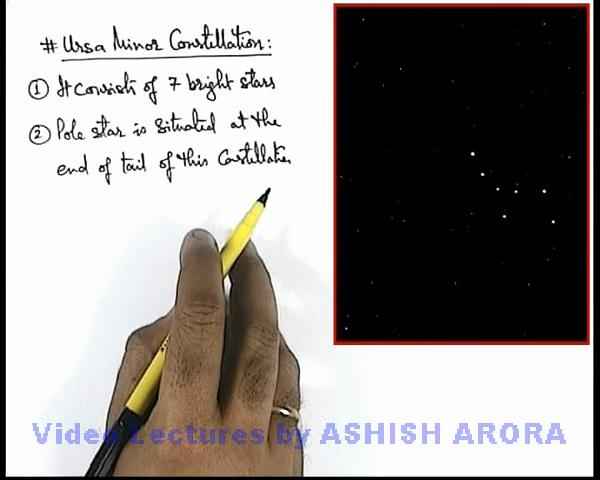 # Ursa Minor Constellation:
① It consists of 7 bright stars
② Pole star is situated at the
end of tail of this Constellation
Video Lectures by ASHISH ARORA